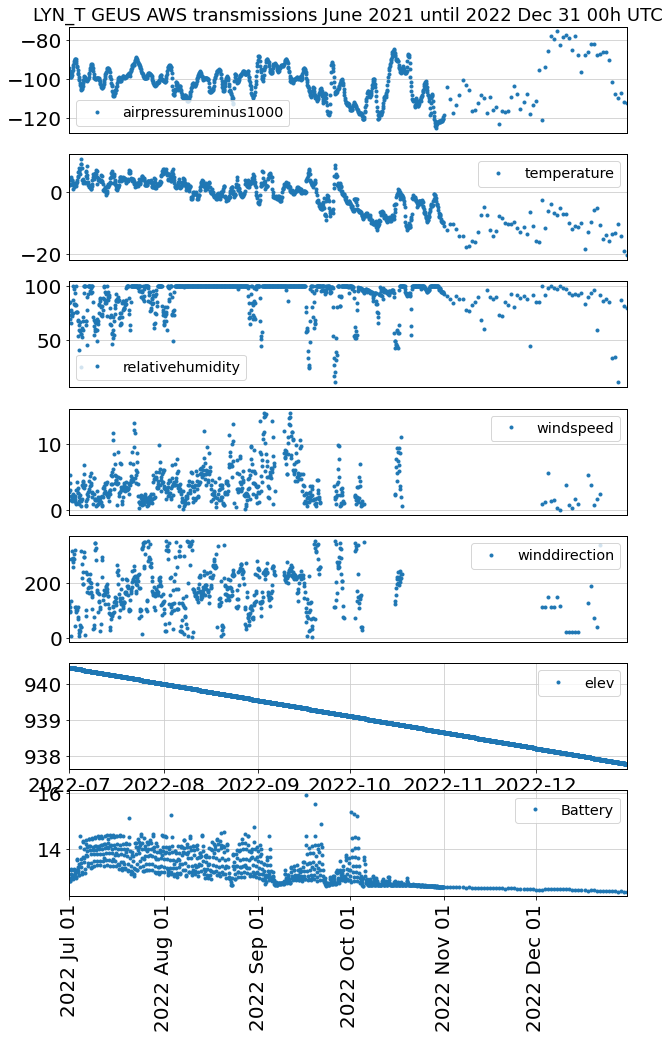 LYN_T GEUS AWS transmissions June 2021 until 2022 Dec 31 00h UTC
−80
−100
−120
airpressureminus1000
0
−20
temperature
100
50
relativehumidity
10
0
windspeed
200
0
winddirection
940
939
938
elev
2022-07 2022-08 2022-09 2022-10 2022-11 2022-12
16
14
Battery
2022 Jul 01
2022 Aug 01
2022 Sep 01
2022 Oct 01
2022 Nov 01
2022 Dec 01